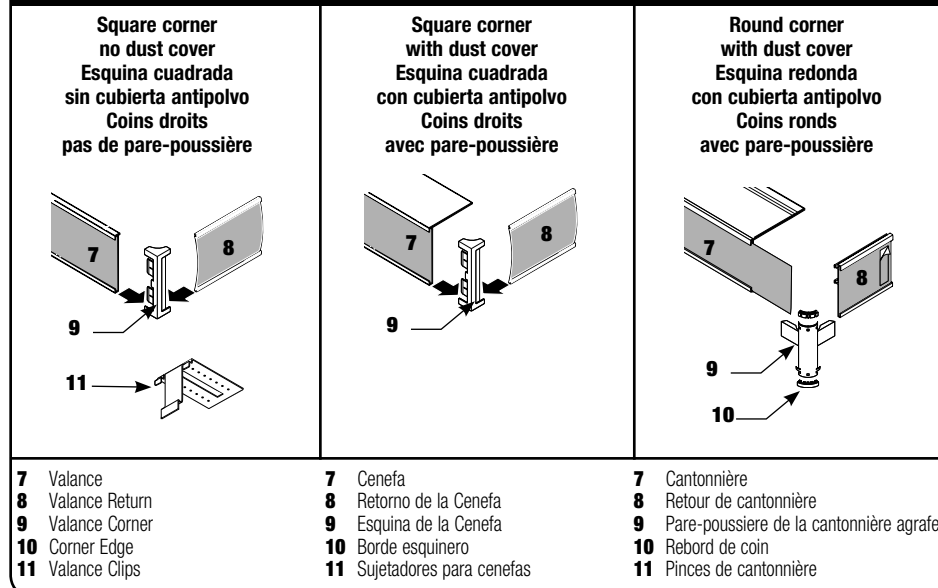 Square corner
no dust cover
Esquina cuadrada
sin cubierta antipolvo
Coins droits
pas de pare-poussière
7
8
9
11
Square corner
with dust cover
Esquina cuadrada
con cubierta antipolvo
Coins droits
avec pare-poussière
7
8
9
Round corner
with dust cover
Esquina redonda
con cubierta antipolvo
Coins ronds
avec pare-poussière
7
8
9
10
7 Valance
8 Valance Return
9 Valance Corner
10 Corner Edge
11 Valance Clips
7 Cenefa
8 Retorno de la Cenefa
9 Esquina de la Cenefa
10 Borde esquinero
11 Sujetadores para cenefas
7 Cantonnière
8 Retour de cantonnière
9 Pare-poussiere de la cantonnière agrafe
10 Rebord de coin
11 Pinces de cantonnière